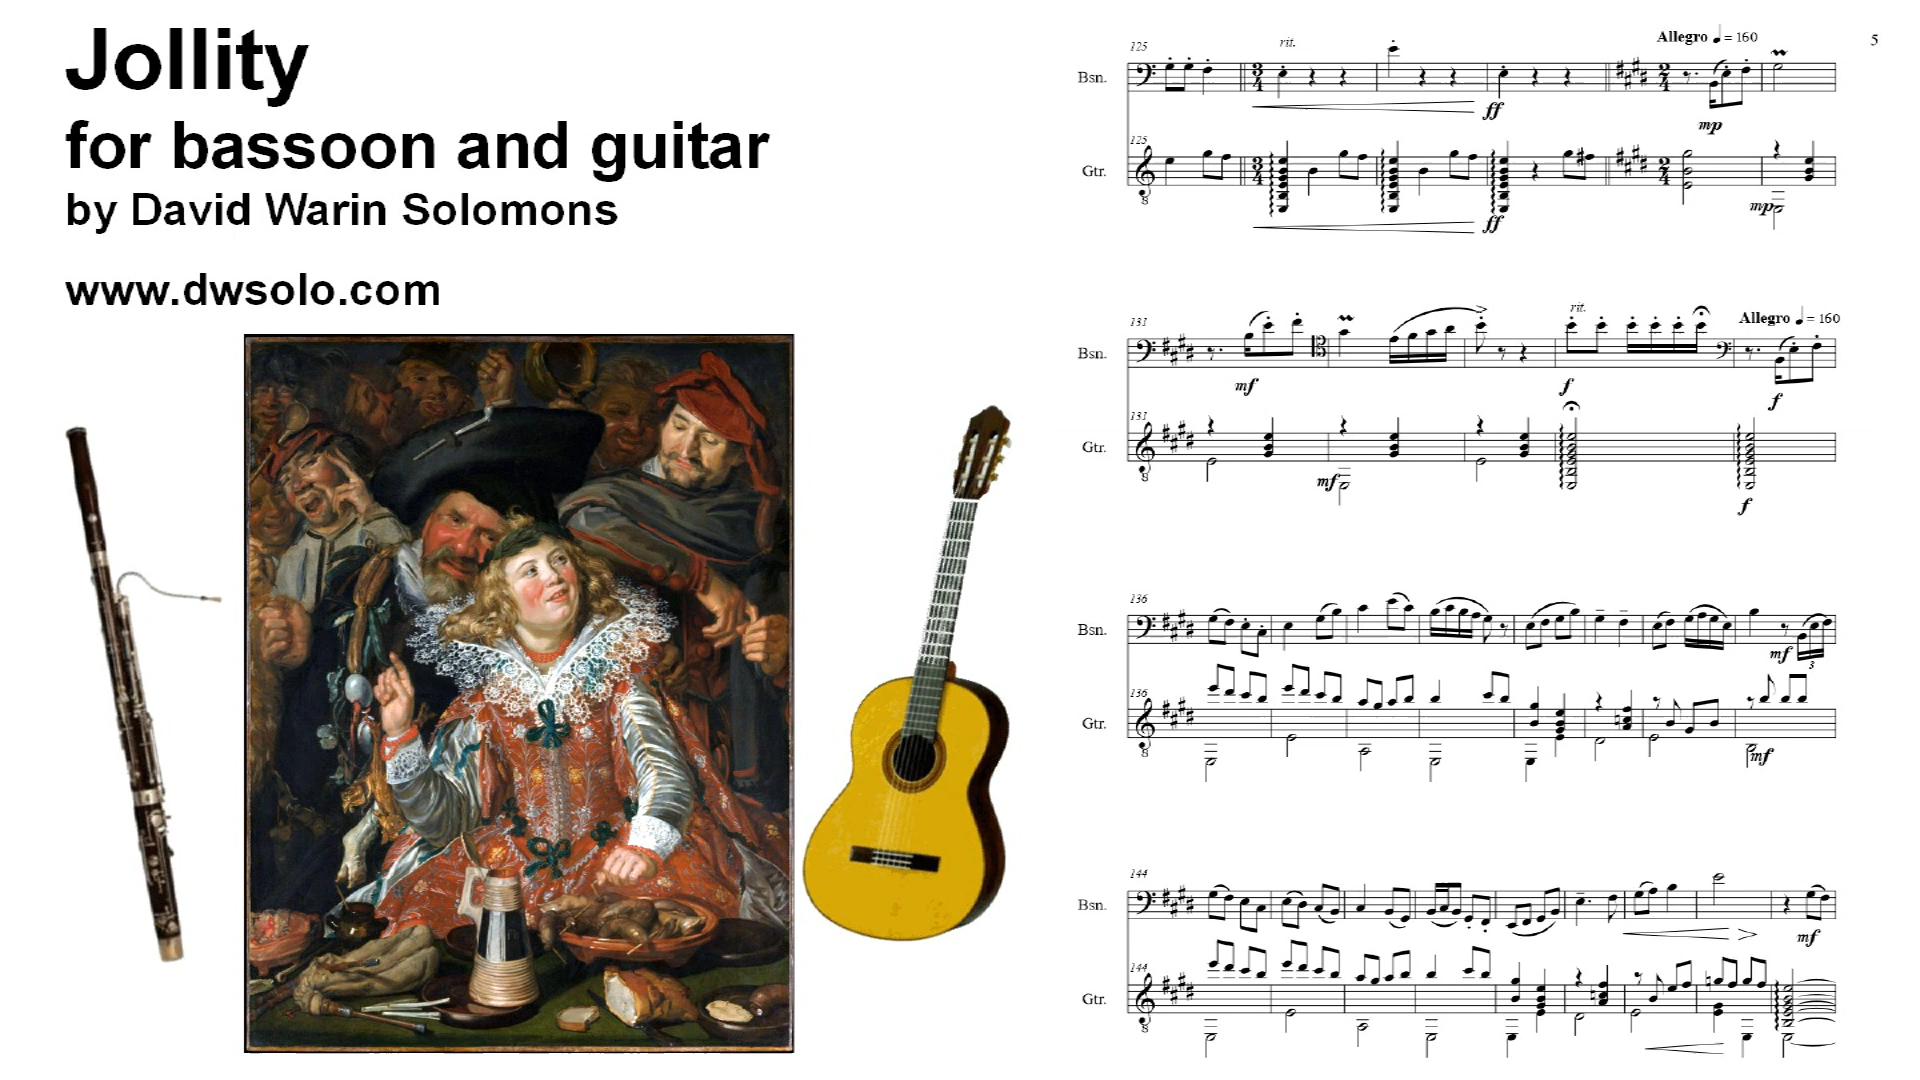 Jollity
for bassoon and guitar
by David Warin Solomons
www.dwsolo.com
5
125 rit. Allegro ♩ = 160
Bsn.
ff mp
125
Gtr.
mp
ff
131 rit. Allegro ♩ = 160
Bsn.
mf f f
131
Gtr.
mf f
136
Bsn.
mf 3
136
Gtr.
mf
144
Bsn.
mf
144
Gtr.